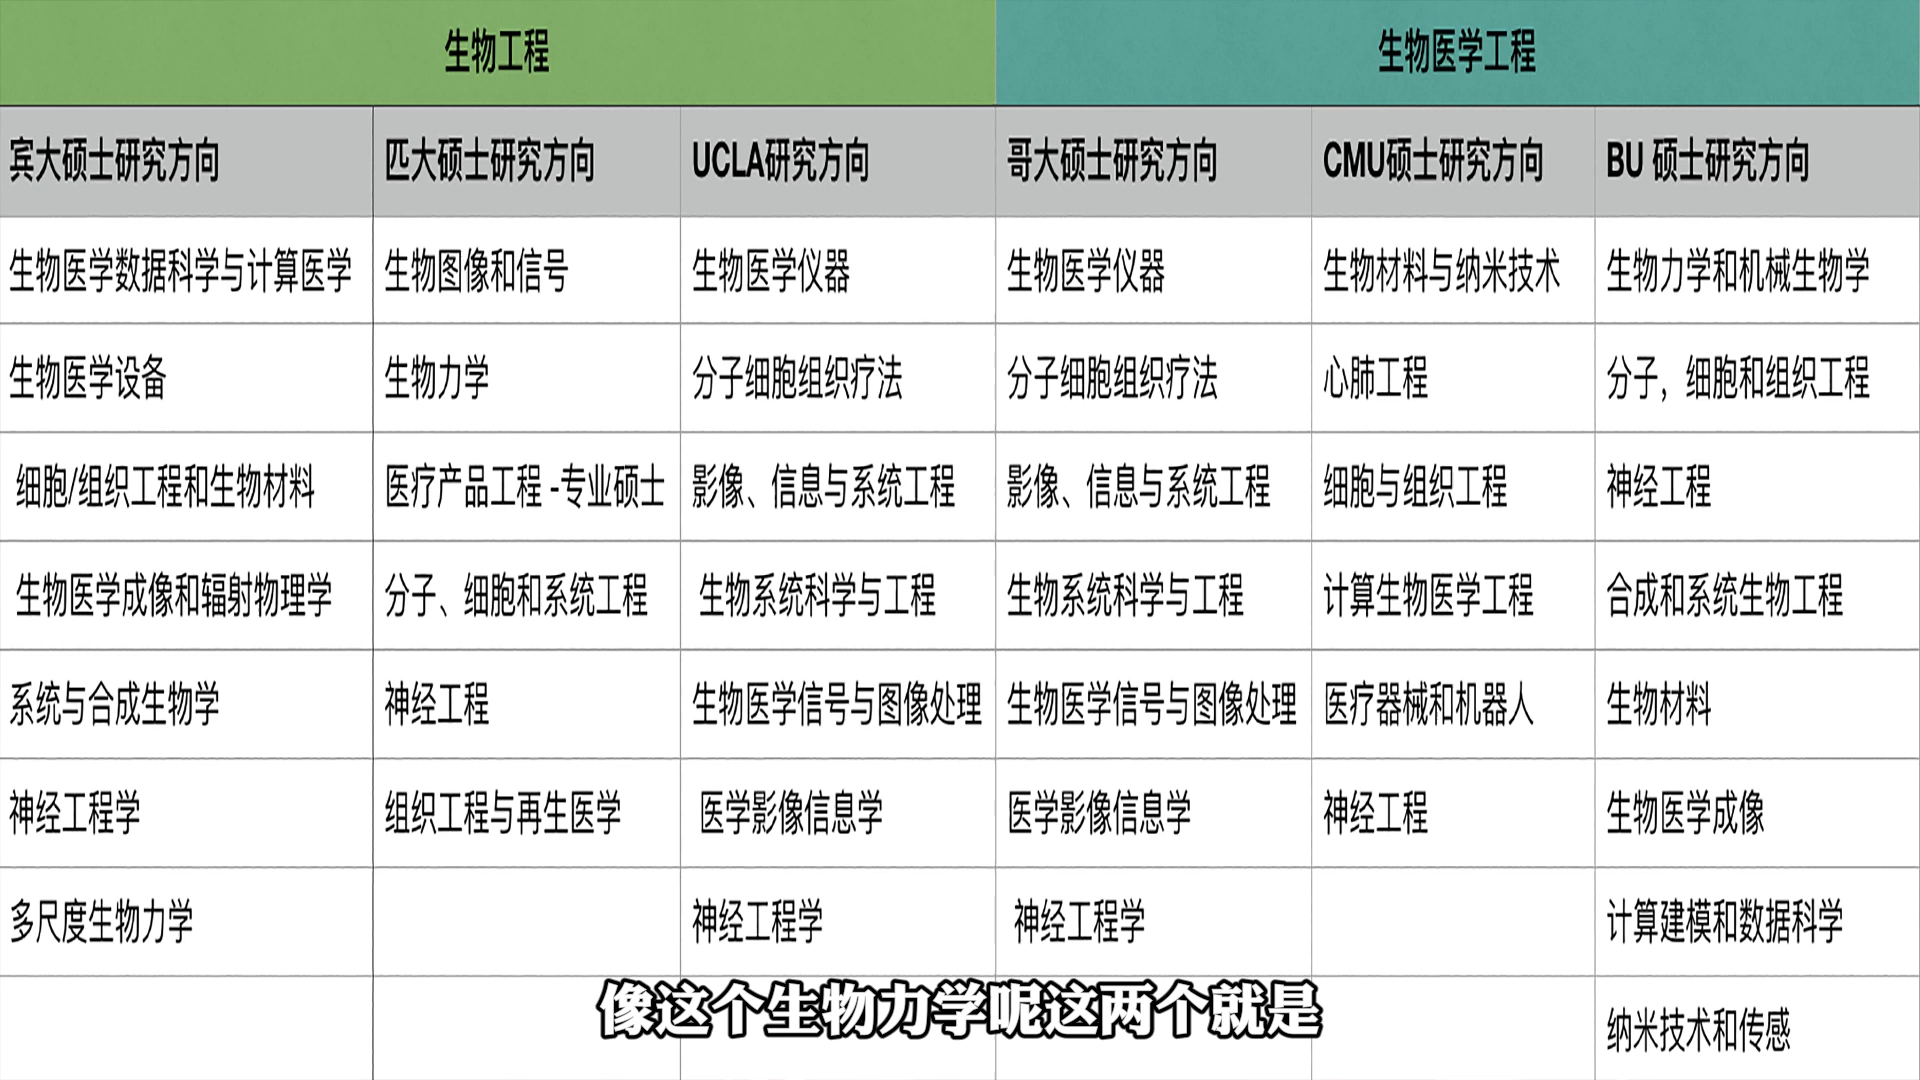 生物工程 生物医学工程
宾大硕士研究方向 匹大硕士研究方向 UCLA研究方向 哥大硕士研究方向 CMU硕士研究方向 BU 硕士研究方向
生物医学数据科学与计算医学 生物图像和信号 生物医学仪器 生物医学仪器 生物材料与纳米技术 生物力学和机械生物学
生物医学设备 生物力学 分子细胞组织疗法 分子细胞组织疗法 心肺工程 分子，细胞和组织工程
细胞/组织工程和生物材料 医疗产品工程 -专业硕士 影像、信息与系统工程 影像、信息与系统工程 细胞与组织工程 神经工程
生物医学成像和辐射物理学 分子、细胞和系统工程 生物系统科学与工程 生物系统科学与工程 计算生物医学工程 合成和系统生物工程
系统与合成生物学 神经工程 生物医学信号与图像处理 生物医学信号与图像处理 医疗器械和机器人 生物材料
神经工程学 组织工程与再生医学 医学影像信息学 医学影像信息学 神经工程 生物医学成像
多尺度生物力学 神经工程学 神经工程学 计算建模和数据科学
纳米技术和传感
像这个生物力学呢这两个就是